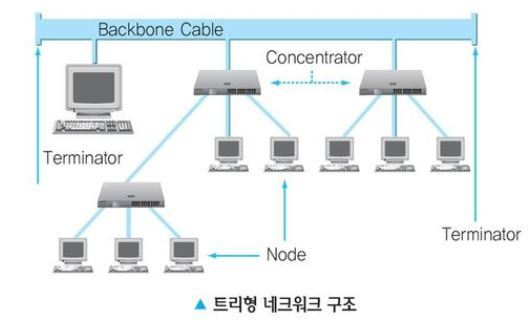 Backbone Cable
Concentrator
Terminator
Terminator
Node
▲ 트리형 네크워크 구조